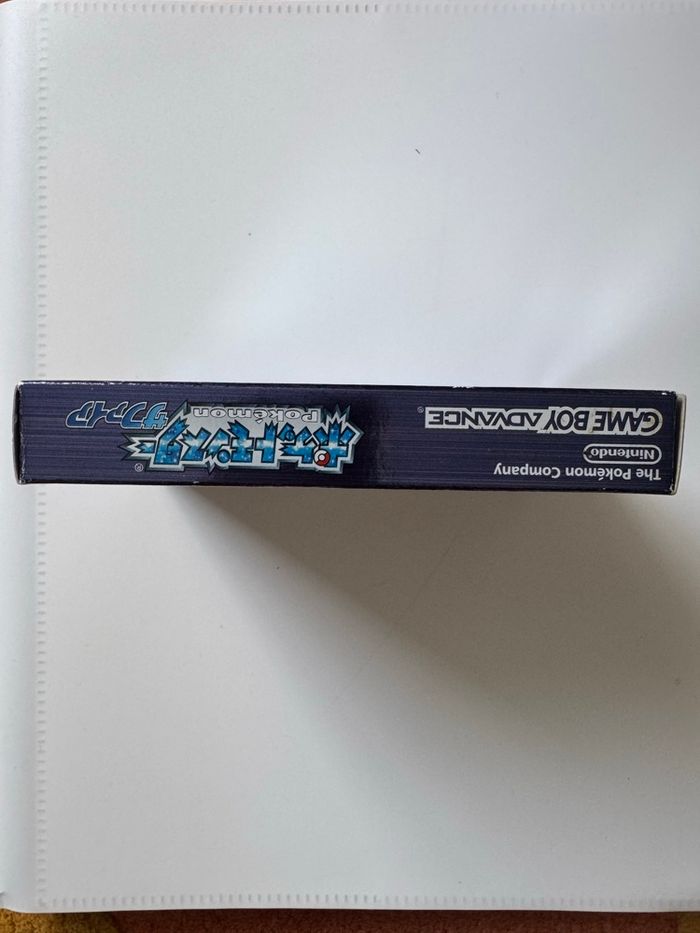 The Pokémon Company
Nintendo®
GAME BOY ADVANCE®
ポケットモンスター®
Pokémon
サファイア